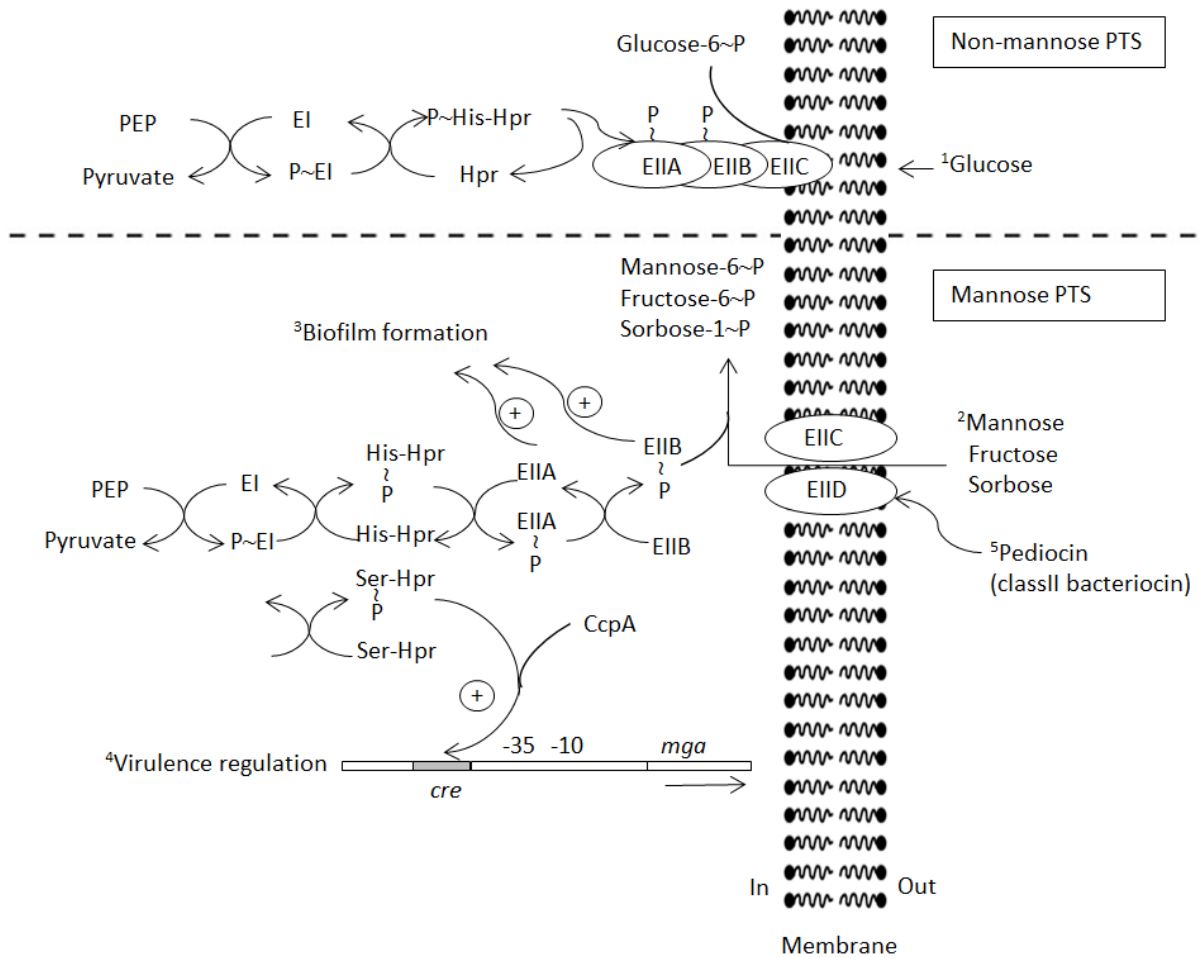 Non-mannose PTS
Glucose-6~P
PEP
EI
P~His-Hpr
P
~
P
~
Pyruvate
P~EI
Hpr
EIIA
EIIB
EIIC
¹Glucose
Mannose-6~P
Fructose-6~P
Sorbose-1~P
Mannose PTS
³Biofilm formation
+
+
EIIC
EIID
²Mannose
Fructose
Sorbose
His-Hpr
~
P
EIIB
~
P
EIIA
PEP
EI
Pyruvate
P~EI
His-Hpr
EIIA
~
P
EIIB
⁵Pediocin
(classII bacteriocin)
Ser-Hpr
~
P
Ser-Hpr
CcpA
+
-35 -10
mga
⁴Virulence regulation
cre
In
Out
Membrane